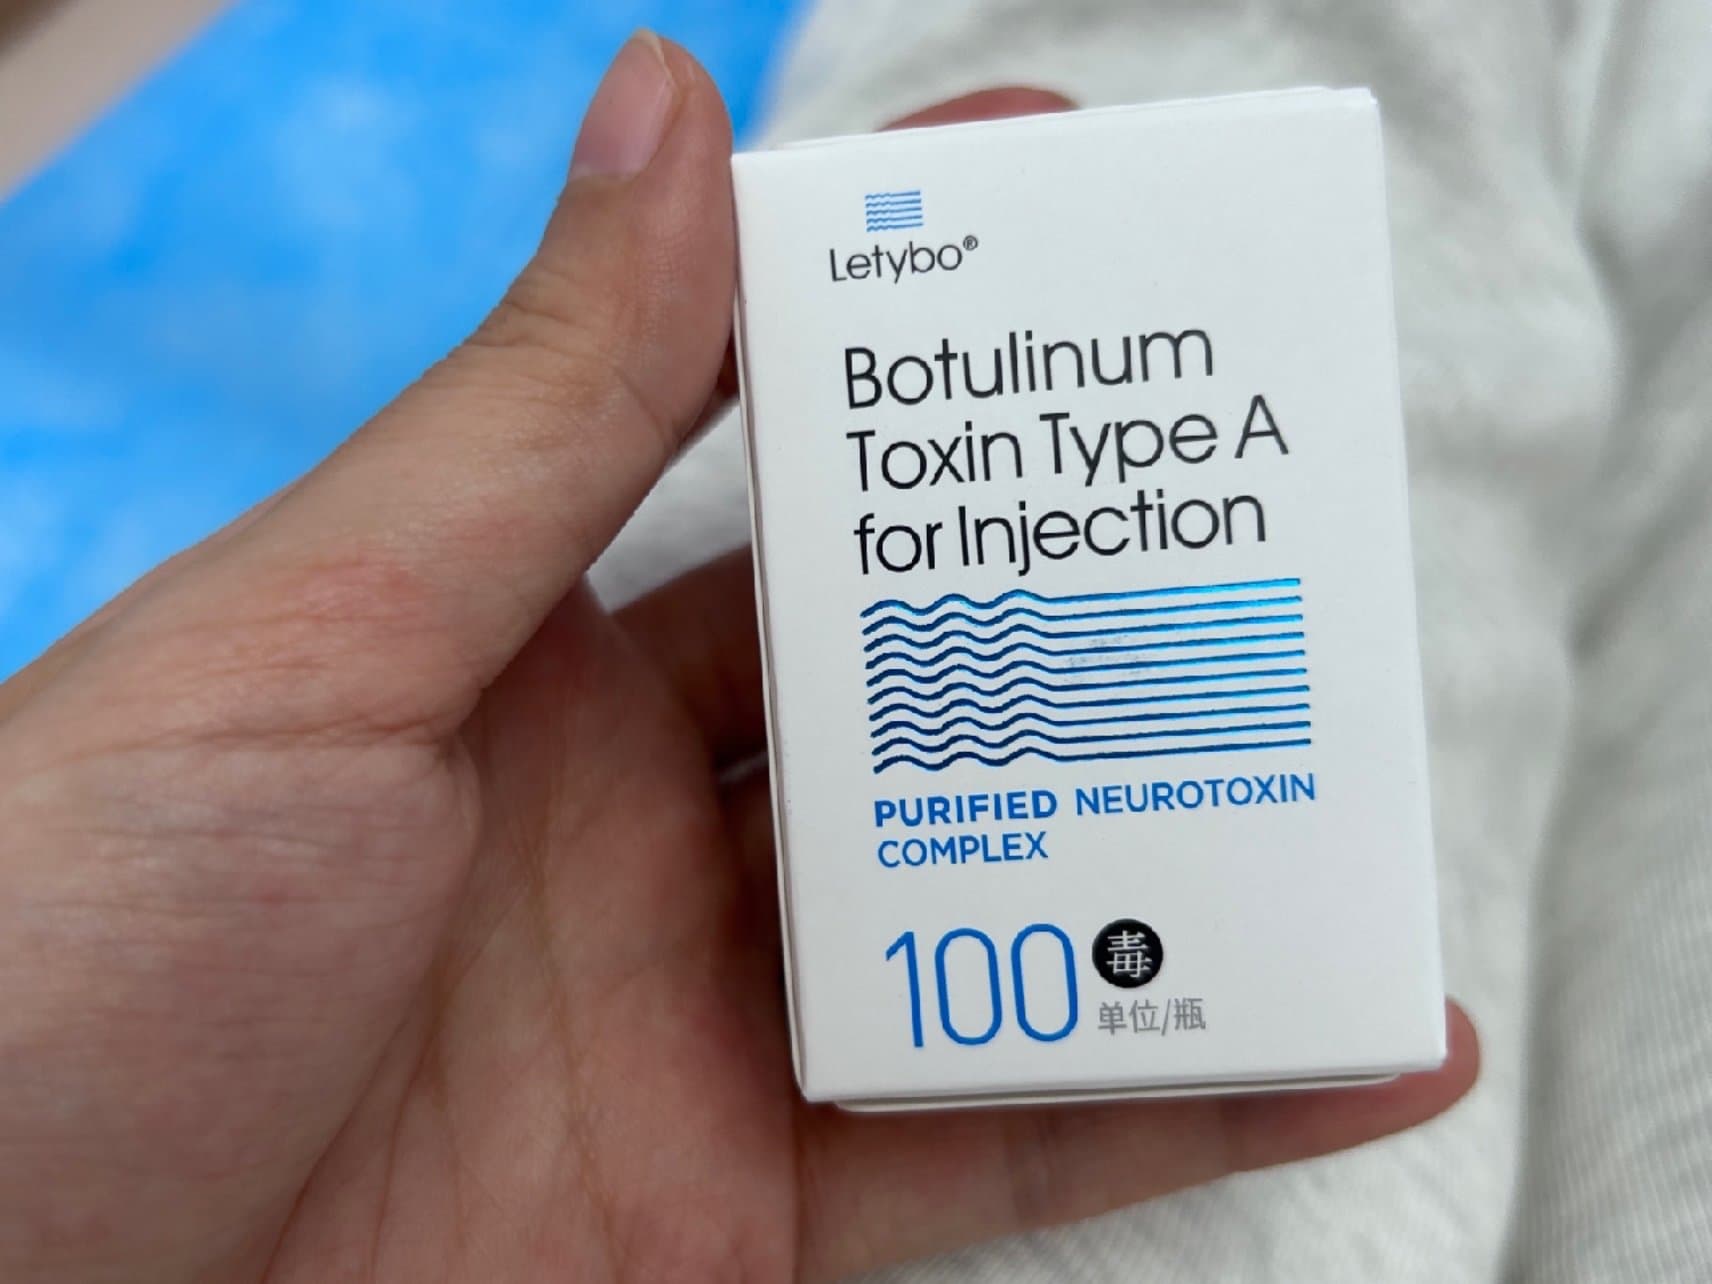 Letybo®
Botulinum
Toxin Type A
for Injection
PURIFIED NEUROTOXIN
COMPLEX
100 毒
单位/瓶